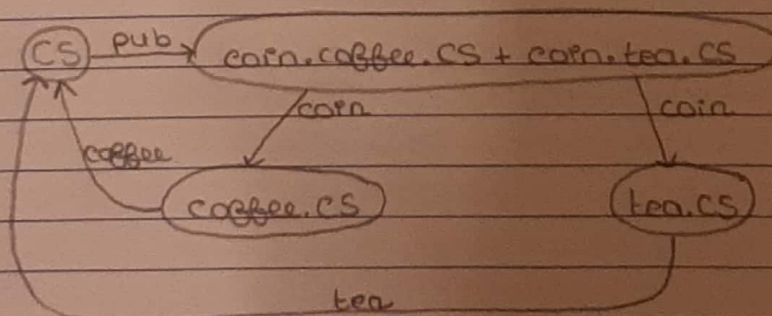 CS pub coin.coffee.CS + coin.tea.CS
coin coin
coffee
coffee.CS tea.CS
tea